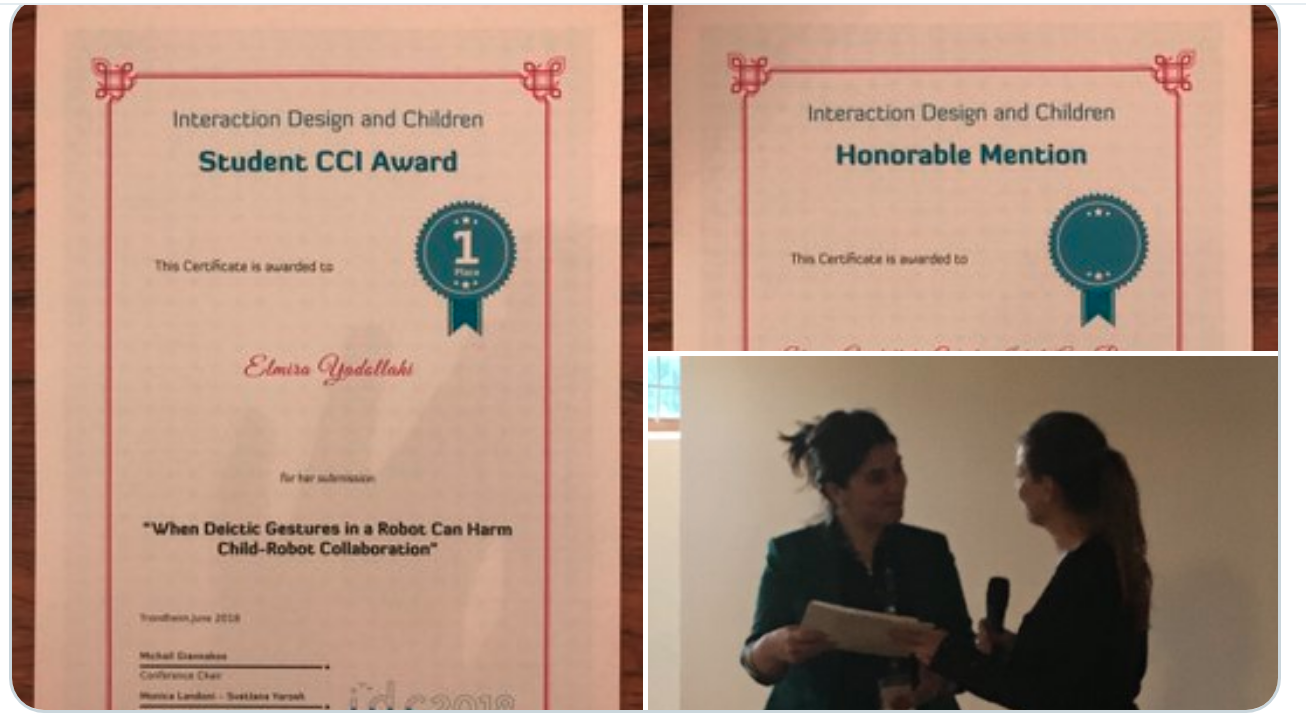 Interaction Design and Children
Student CCI Award
1
Place
This Certificate is awarded to
Elmira Yadollahi
for her submission
"When Deictic Gestures in a Robot Can Harm
Child-Robot Collaboration"
Trondheim,June 2018
Michail Giannakos
Conference Chair
Monica Landoni - Svetlana Yarosh
idc2018
Interaction Design and Children
Honorable Mention
This Certificate is awarded to